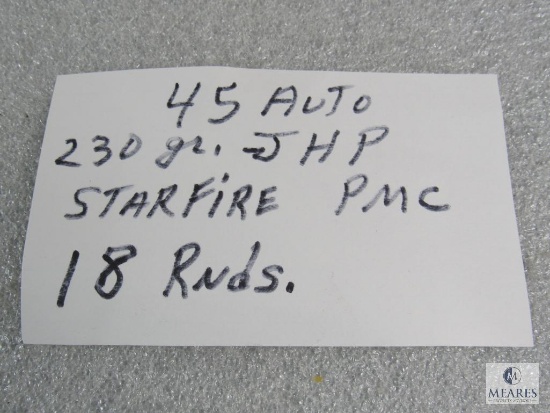 45 AUTO
230 gr. JHP
STARFIRE PMC
18 Rnds.
M
MEARES